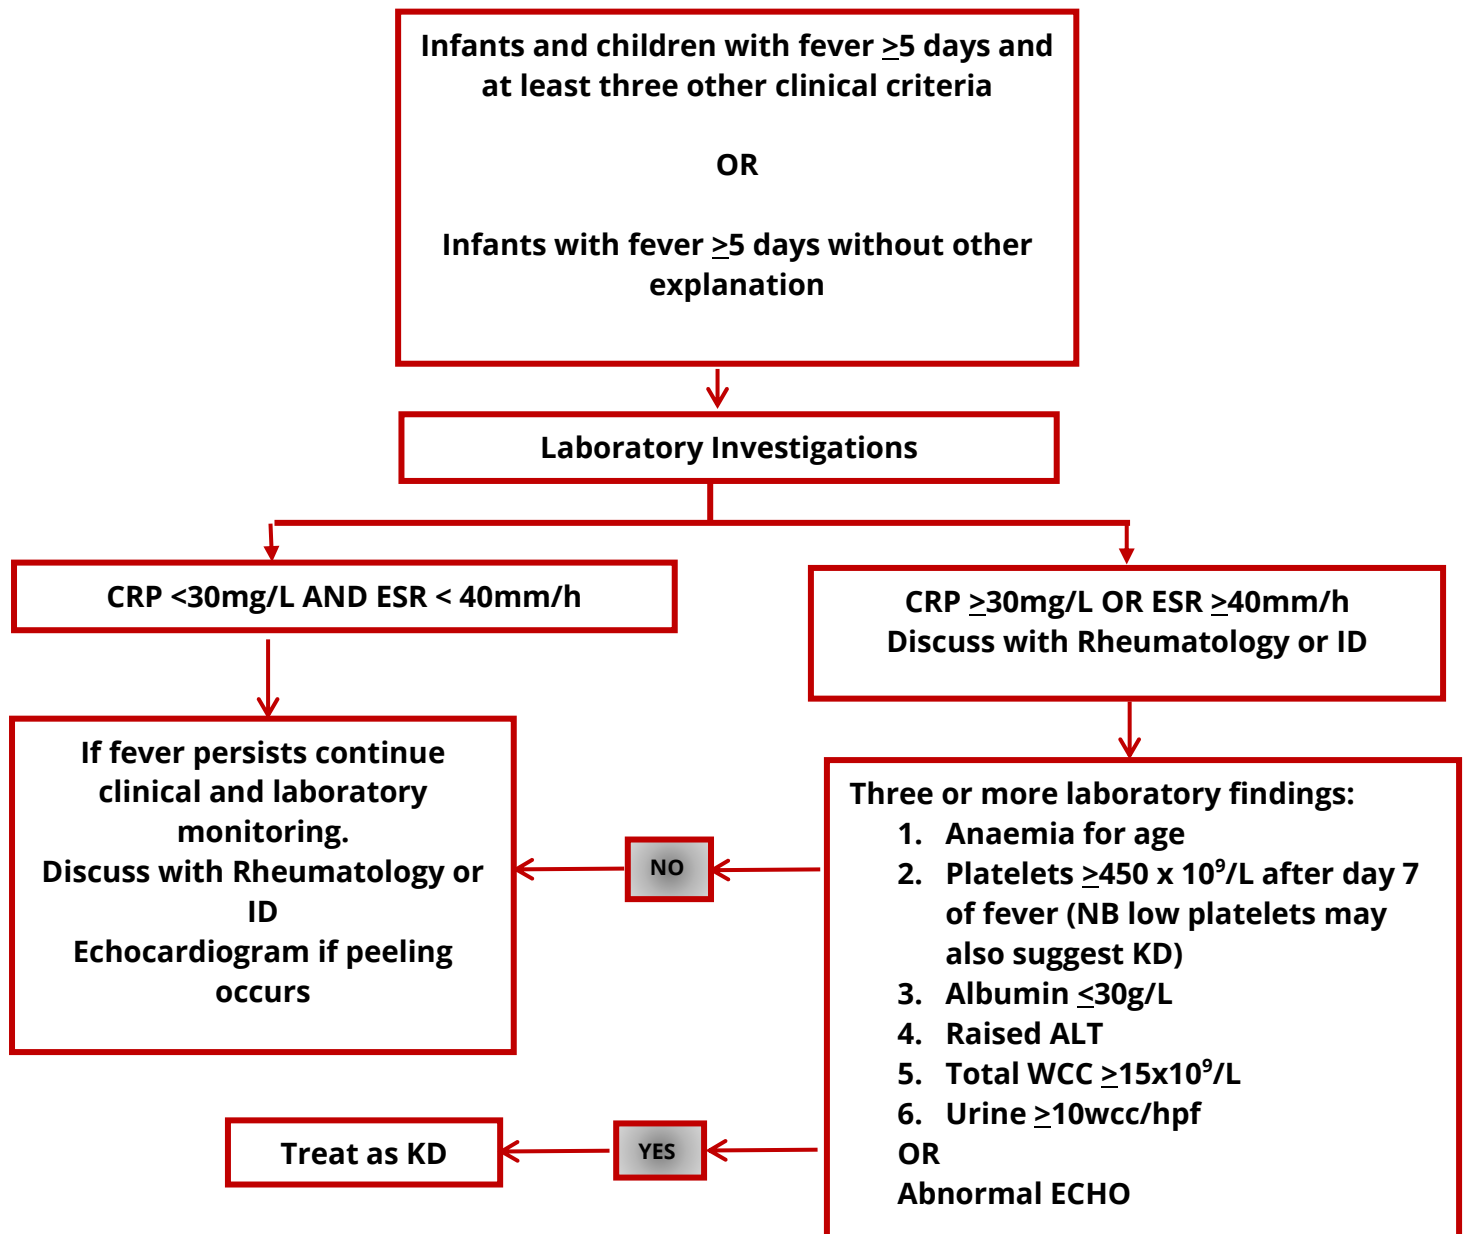 Infants and children with fever ≥5 days and
at least three other clinical criteria
OR
Infants with fever ≥5 days without other
explanation
Laboratory Investigations
CRP <30mg/L AND ESR < 40mm/h
CRP ≥30mg/L OR ESR ≥40mm/h
Discuss with Rheumatology or ID
If fever persists continue
clinical and laboratory
monitoring.
Discuss with Rheumatology or
ID
Echocardiogram if peeling
occurs
NO
Three or more laboratory findings:
1. Anaemia for age
2. Platelets ≥450 x 10⁹/L after day 7
of fever (NB low platelets may
also suggest KD)
3. Albumin ≤30g/L
4. Raised ALT
5. Total WCC ≥15x10⁹/L
6. Urine ≥10wcc/hpf
OR
Abnormal ECHO
YES
Treat as KD